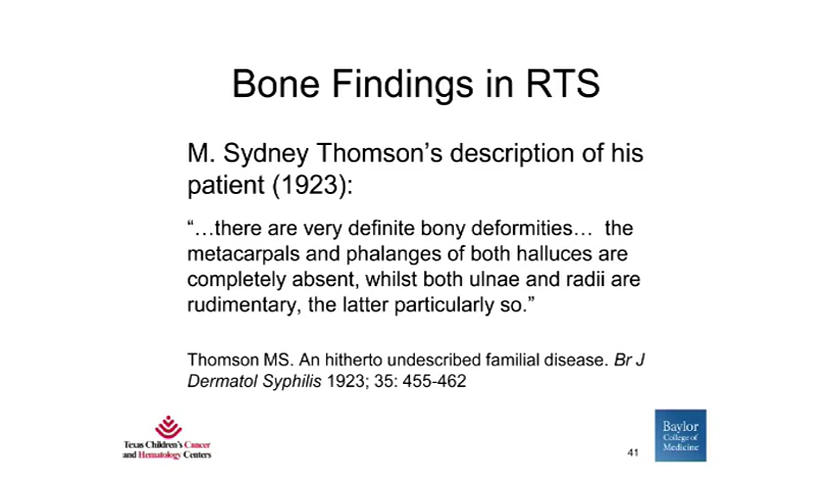 Bone Findings in RTS
M. Sydney Thomson’s description of his
patient (1923):
“…there are very definite bony deformities… the
metacarpals and phalanges of both halluces are
completely absent, whilst both ulnae and radii are
rudimentary, the latter particularly so.”
Thomson MS. An hitherto undescribed familial disease. Br J
Dermatol Syphilis 1923; 35: 455-462
Texas Children's Cancer
and Hematology Centers
41
Baylor
College of
Medicine